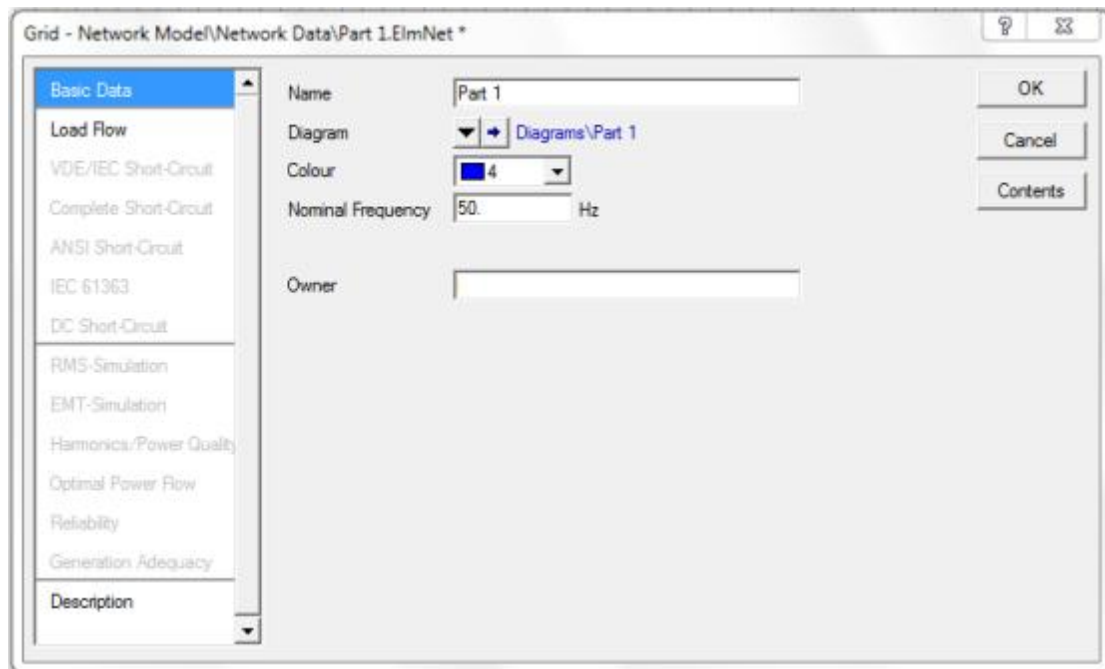 Grid - Network Model\Network Data\Part 1.ElmNet *
Basic Data
Load Flow
VDE/IEC Short-Circuit
Complete Short-Circuit
ANSI Short-Circuit
IEC 61363
DC Short-Circuit
RMS-Simulation
EMT-Simulation
Harmonics/Power Quality
Optimal Power Flow
Reliability
Generation Adequacy
Description
Name Part 1
Diagram Diagrams\Part 1
Colour 4
Nominal Frequency 50. Hz
Owner
OK
Cancel
Contents